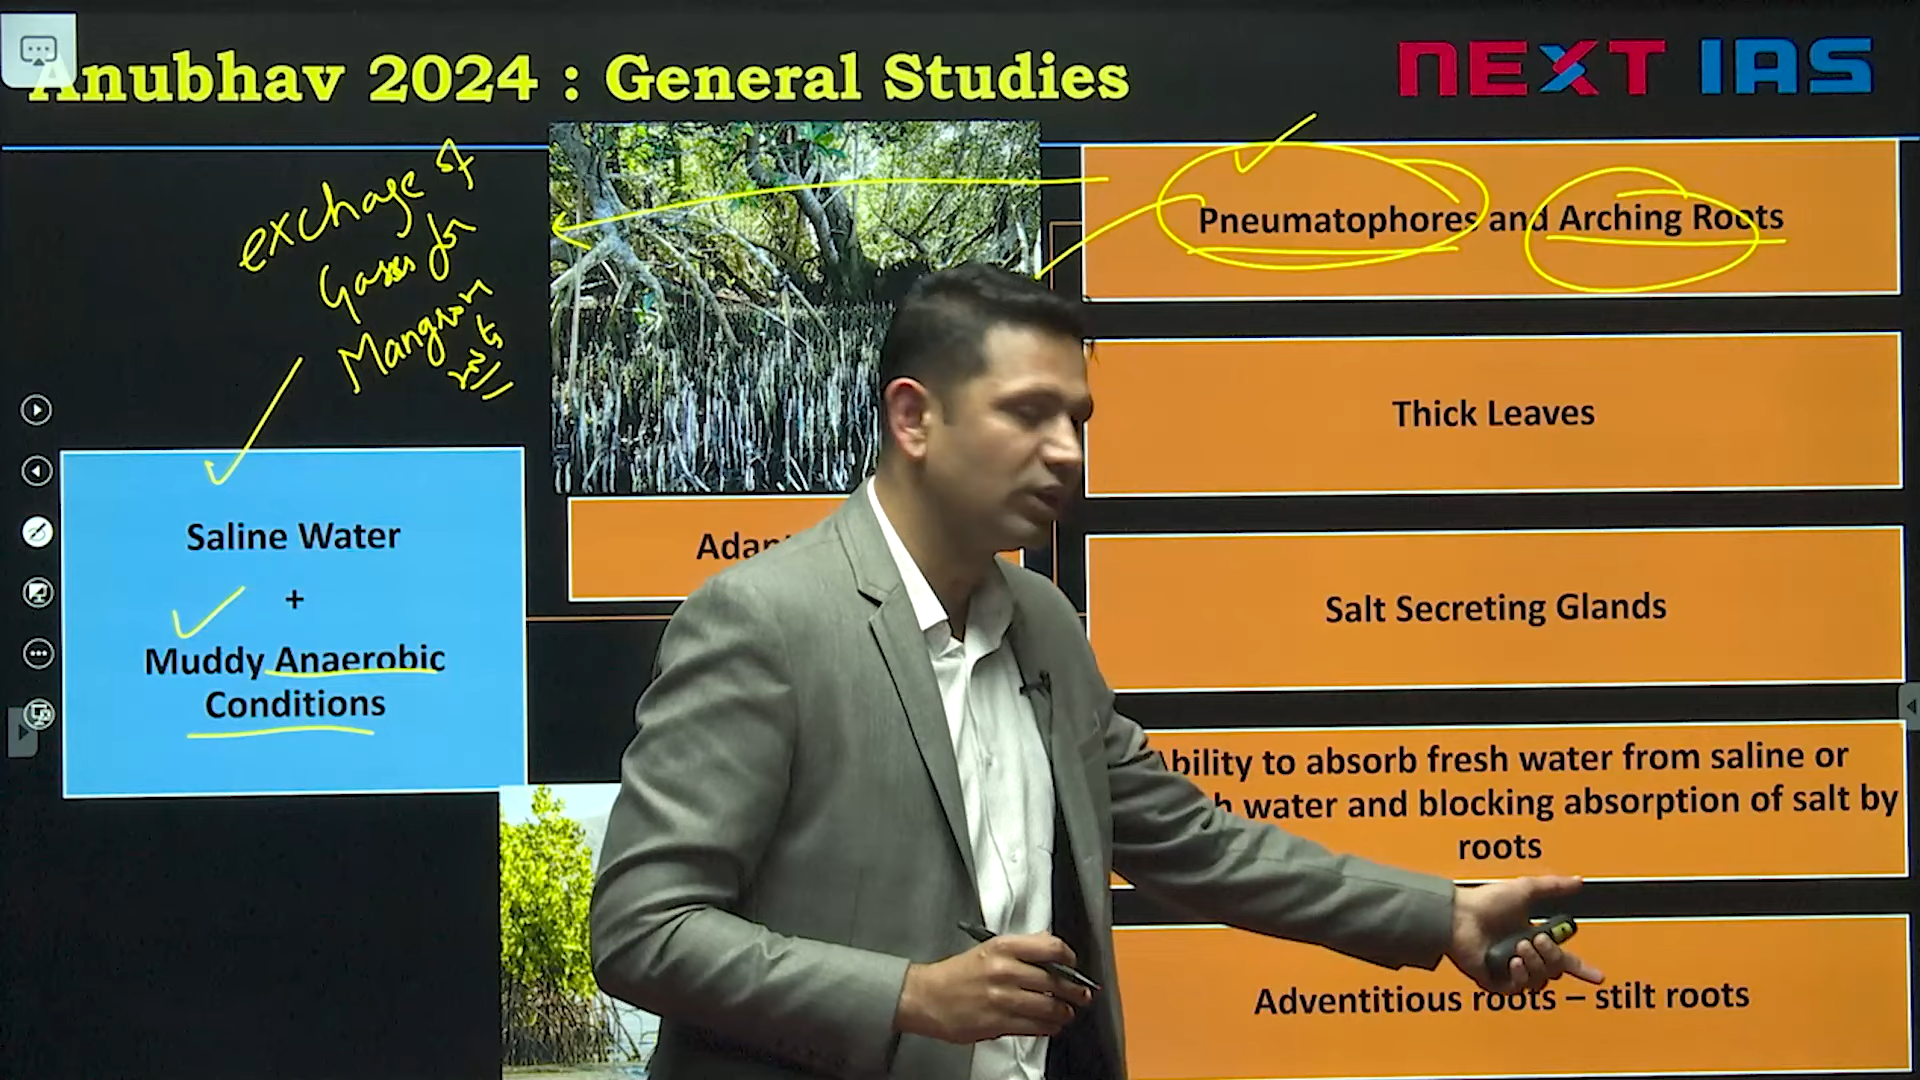 Anubhav 2024 : General Studies
NEXT IAS
exchage of
Gases for
Mangrove
roots
Saline Water
+
Muddy Anaerobic
Conditions
Pneumatophores and Arching Roots
Thick Leaves
Salt Secreting Glands
to absorb fresh water from saline or
water and blocking absorption of salt by
roots
Adventitious roots – stilt roots